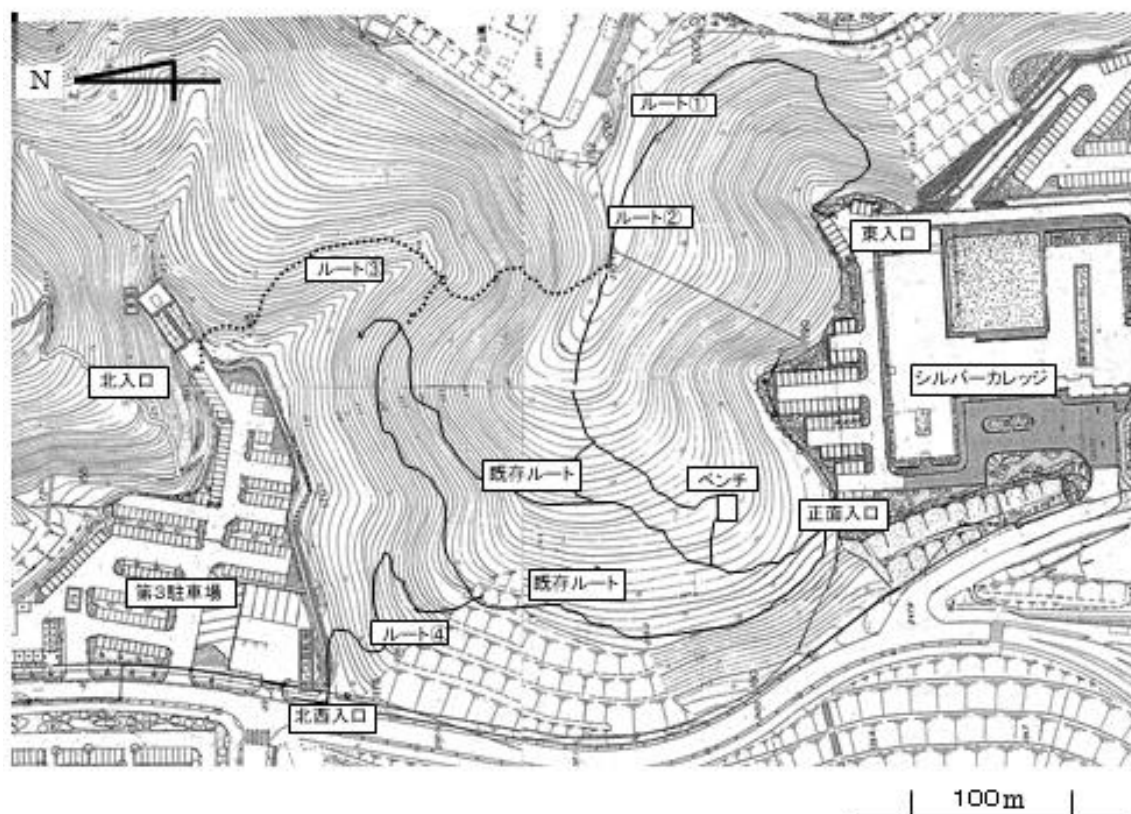 N
ルート①
ルート②
東入口
ルート③
北入口
シルバーカレッジ
既存ルート
ベンチ
正面入口
既存ルート
第3駐車場
ルート④
北西入口
100m